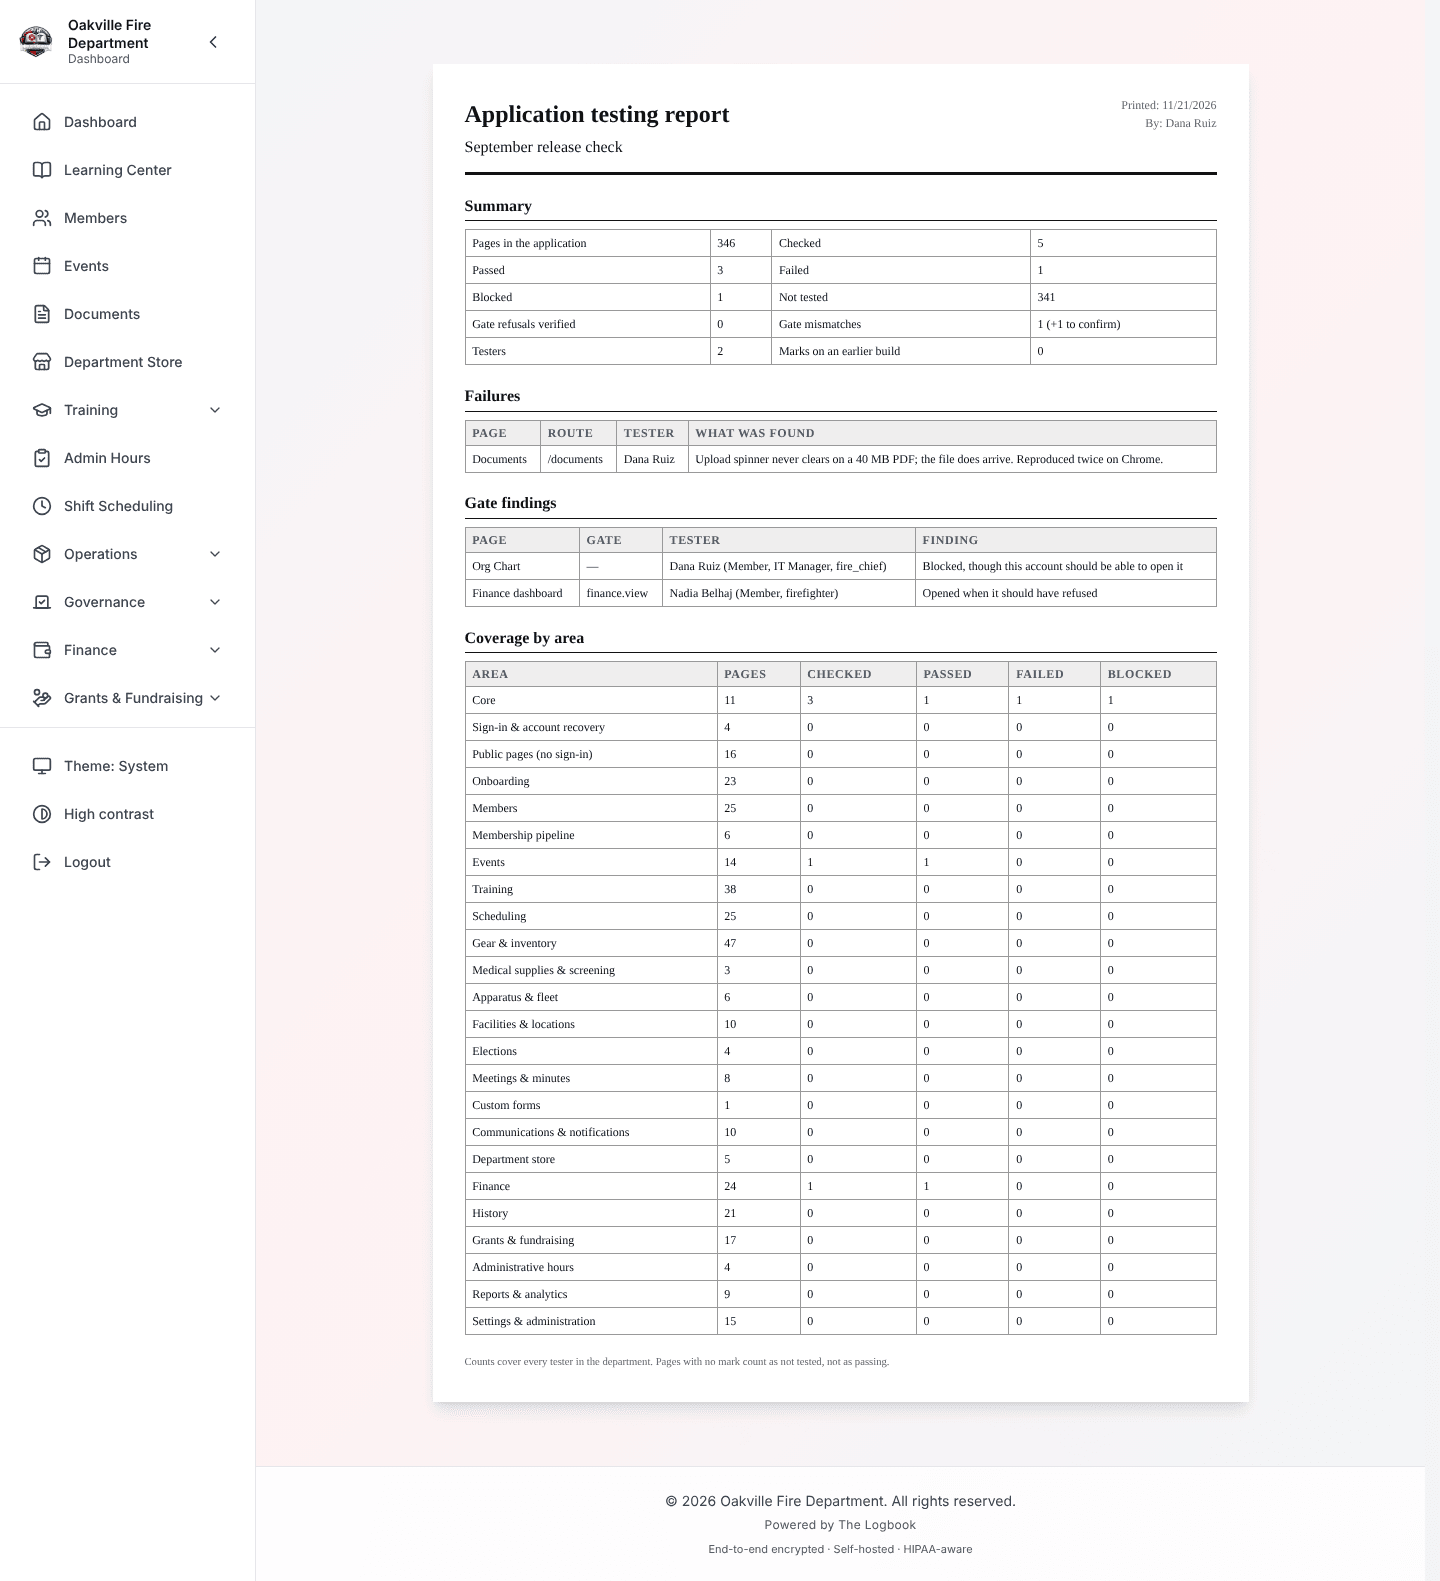 Oakville Fire
Department
Dashboard
Dashboard
Learning Center
Members
Events
Documents
Department Store
Training
Admin Hours
Shift Scheduling
Operations
Governance
Finance
Grants & Fundraising
Theme: System
High contrast
Logout
Application testing report
Printed: 11/21/2026
By: Dana Ruiz
September release check
Summary
Pages in the application 346 Checked 5
Passed 3 Failed 1
Blocked 1 Not tested 341
Gate refusals verified 0 Gate mismatches 1 (+1 to confirm)
Testers 2 Marks on an earlier build 0
Failures
PAGE ROUTE TESTER WHAT WAS FOUND
Documents /documents Dana Ruiz Upload spinner never clears on a 40 MB PDF; the file does arrive. Reproduced twice on Chrome.
Gate findings
PAGE GATE TESTER FINDING
Org Chart — Dana Ruiz (Member, IT Manager, fire_chief) Blocked, though this account should be able to open it
Finance dashboard finance.view Nadia Belhaj (Member, firefighter) Opened when it should have refused
Coverage by area
AREA PAGES CHECKED PASSED FAILED BLOCKED
Core 11 3 1 1 1
Sign-in & account recovery 4 0 0 0 0
Public pages (no sign-in) 16 0 0 0 0
Onboarding 23 0 0 0 0
Members 25 0 0 0 0
Membership pipeline 6 0 0 0 0
Events 14 1 1 0 0
Training 38 0 0 0 0
Scheduling 25 0 0 0 0
Gear & inventory 47 0 0 0 0
Medical supplies & screening 3 0 0 0 0
Apparatus & fleet 6 0 0 0 0
Facilities & locations 10 0 0 0 0
Elections 4 0 0 0 0
Meetings & minutes 8 0 0 0 0
Custom forms 1 0 0 0 0
Communications & notifications 10 0 0 0 0
Department store 5 0 0 0 0
Finance 24 1 1 0 0
History 21 0 0 0 0
Grants & fundraising 17 0 0 0 0
Administrative hours 4 0 0 0 0
Reports & analytics 9 0 0 0 0
Settings & administration 15 0 0 0 0
Counts cover every tester in the department. Pages with no mark count as not tested, not as passing.
© 2026 Oakville Fire Department. All rights reserved.
Powered by The Logbook
End-to-end encrypted · Self-hosted · HIPAA-aware